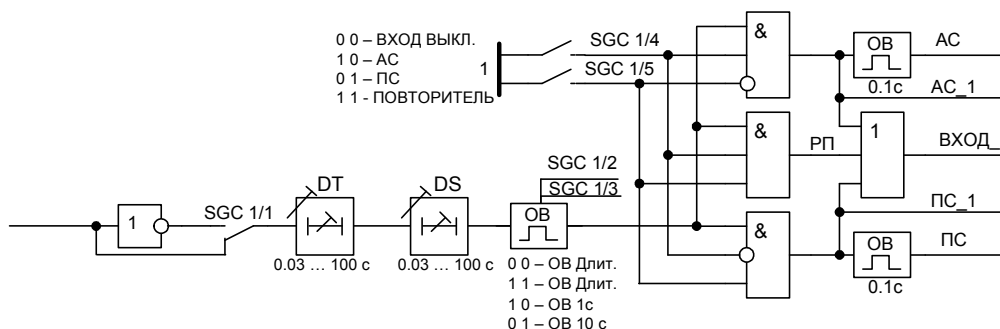 0 0 – ВХОД ВЫКЛ.
1 0 – АС
0 1 – ПС
1 1 - ПОВТОРИТЕЛЬ
1
SGC 1/4
SGC 1/5
&
ОВ
0.1с
АС
АС_1
&
РП
1
ВХОД_
ПС_1
&
ОВ
0.1с
ПС
1
SGC 1/1
DT
0.03 … 100 с
DS
0.03 … 100 с
SGC 1/2
SGC 1/3
ОВ
0 0 – ОВ Длит.
1 1 – ОВ Длит.
1 0 – ОВ 1с
0 1 – ОВ 10 с